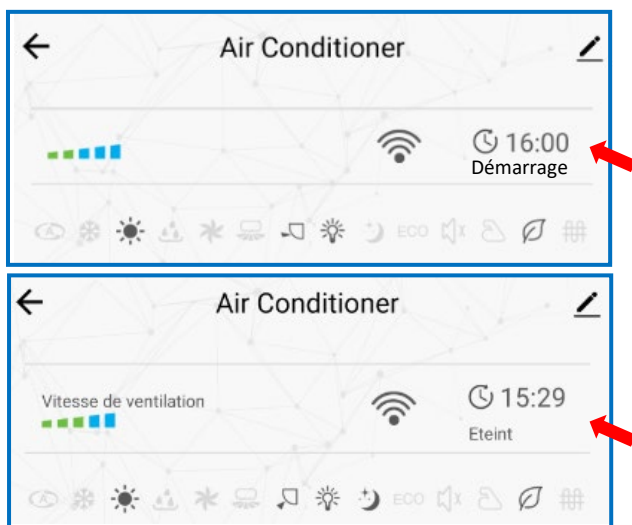 Air Conditioner
16:00
Démarrage
ECO
Air Conditioner
Vitesse de ventilation
15:29
Eteint
ECO